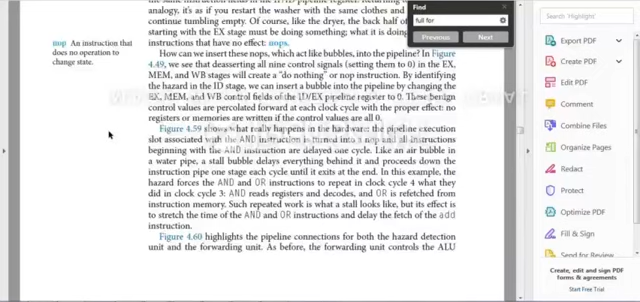 the same instruction fields in the IF/ID pipeline register. Returning to
analogy, it's as if you restart the washer with the same clothes and
continue tumbling empty. Of course, like the dryer, the back half of
starting with the EX stage must be doing something; what it is doing
instructions that have no effect: nops.
nop An instruction that
does no operation to
change state.
How can we insert these nops, which act like bubbles, into the pipeline? In Figure
4.49, we see that deasserting all nine control signals (setting them to 0) in the EX,
MEM, and WB stages will create a "do nothing" or nop instruction. By identifying
the hazard in the ID stage, we can insert a bubble into the pipeline by changing the
EX, MEM, and WB control fields of the ID/EX pipeline register to 0. These benign
control values are percolated forward at each clock cycle with the proper effect: no
registers or memories are written if the control values are all 0.
Figure 4.59 shows what really happens in the hardware: the pipeline execution
slot associated with the AND instruction is turned into a nop and all instructions
beginning with the AND instruction are delayed one cycle. Like an air bubble in
a water pipe, a stall bubble delays everything behind it and proceeds down the
instruction pipe one stage each cycle until it exits at the end. In this example, the
hazard forces the AND and OR instructions to repeat in clock cycle 4 what they
did in clock cycle 3: AND reads registers and decodes, and OR is refetched from
instruction memory. Such repeated work is what a stall looks like, but its effect is
to stretch the time of the AND and OR instructions and delay the fetch of the add
instruction.
Figure 4.60 highlights the pipeline connections for both the hazard detection
unit and the forwarding unit. As before, the forwarding unit controls the ALU
Find
full for
Previous
Next
Search 'Highlight'
Export PDF
Create PDF
Edit PDF
Comment
Combine Files
Organize Pages
Redact
Protect
Optimize PDF
Fill & Sign
Send for Review
Create, edit and sign PDF
forms & agreements
Start Free Trial